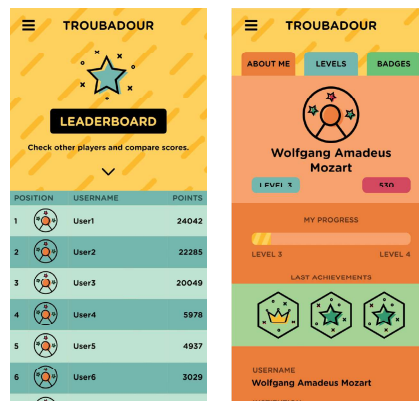 TROUBADOUR
LEADERBOARD
Check other players and compare scores.
POSITION USERNAME POINTS
1 User1 24042
2 User2 22285
3 User3 20049
4 User4 5978
5 User5 4937
6 User6 3029
TROUBADOUR
ABOUT ME LEVELS BADGES
Wolfgang Amadeus
Mozart
LEVEL 3 530
MY PROGRESS
LEVEL 3 LEVEL 4
LAST ACHIEVEMENTS
USERNAME
Wolfgang Amadeus Mozart